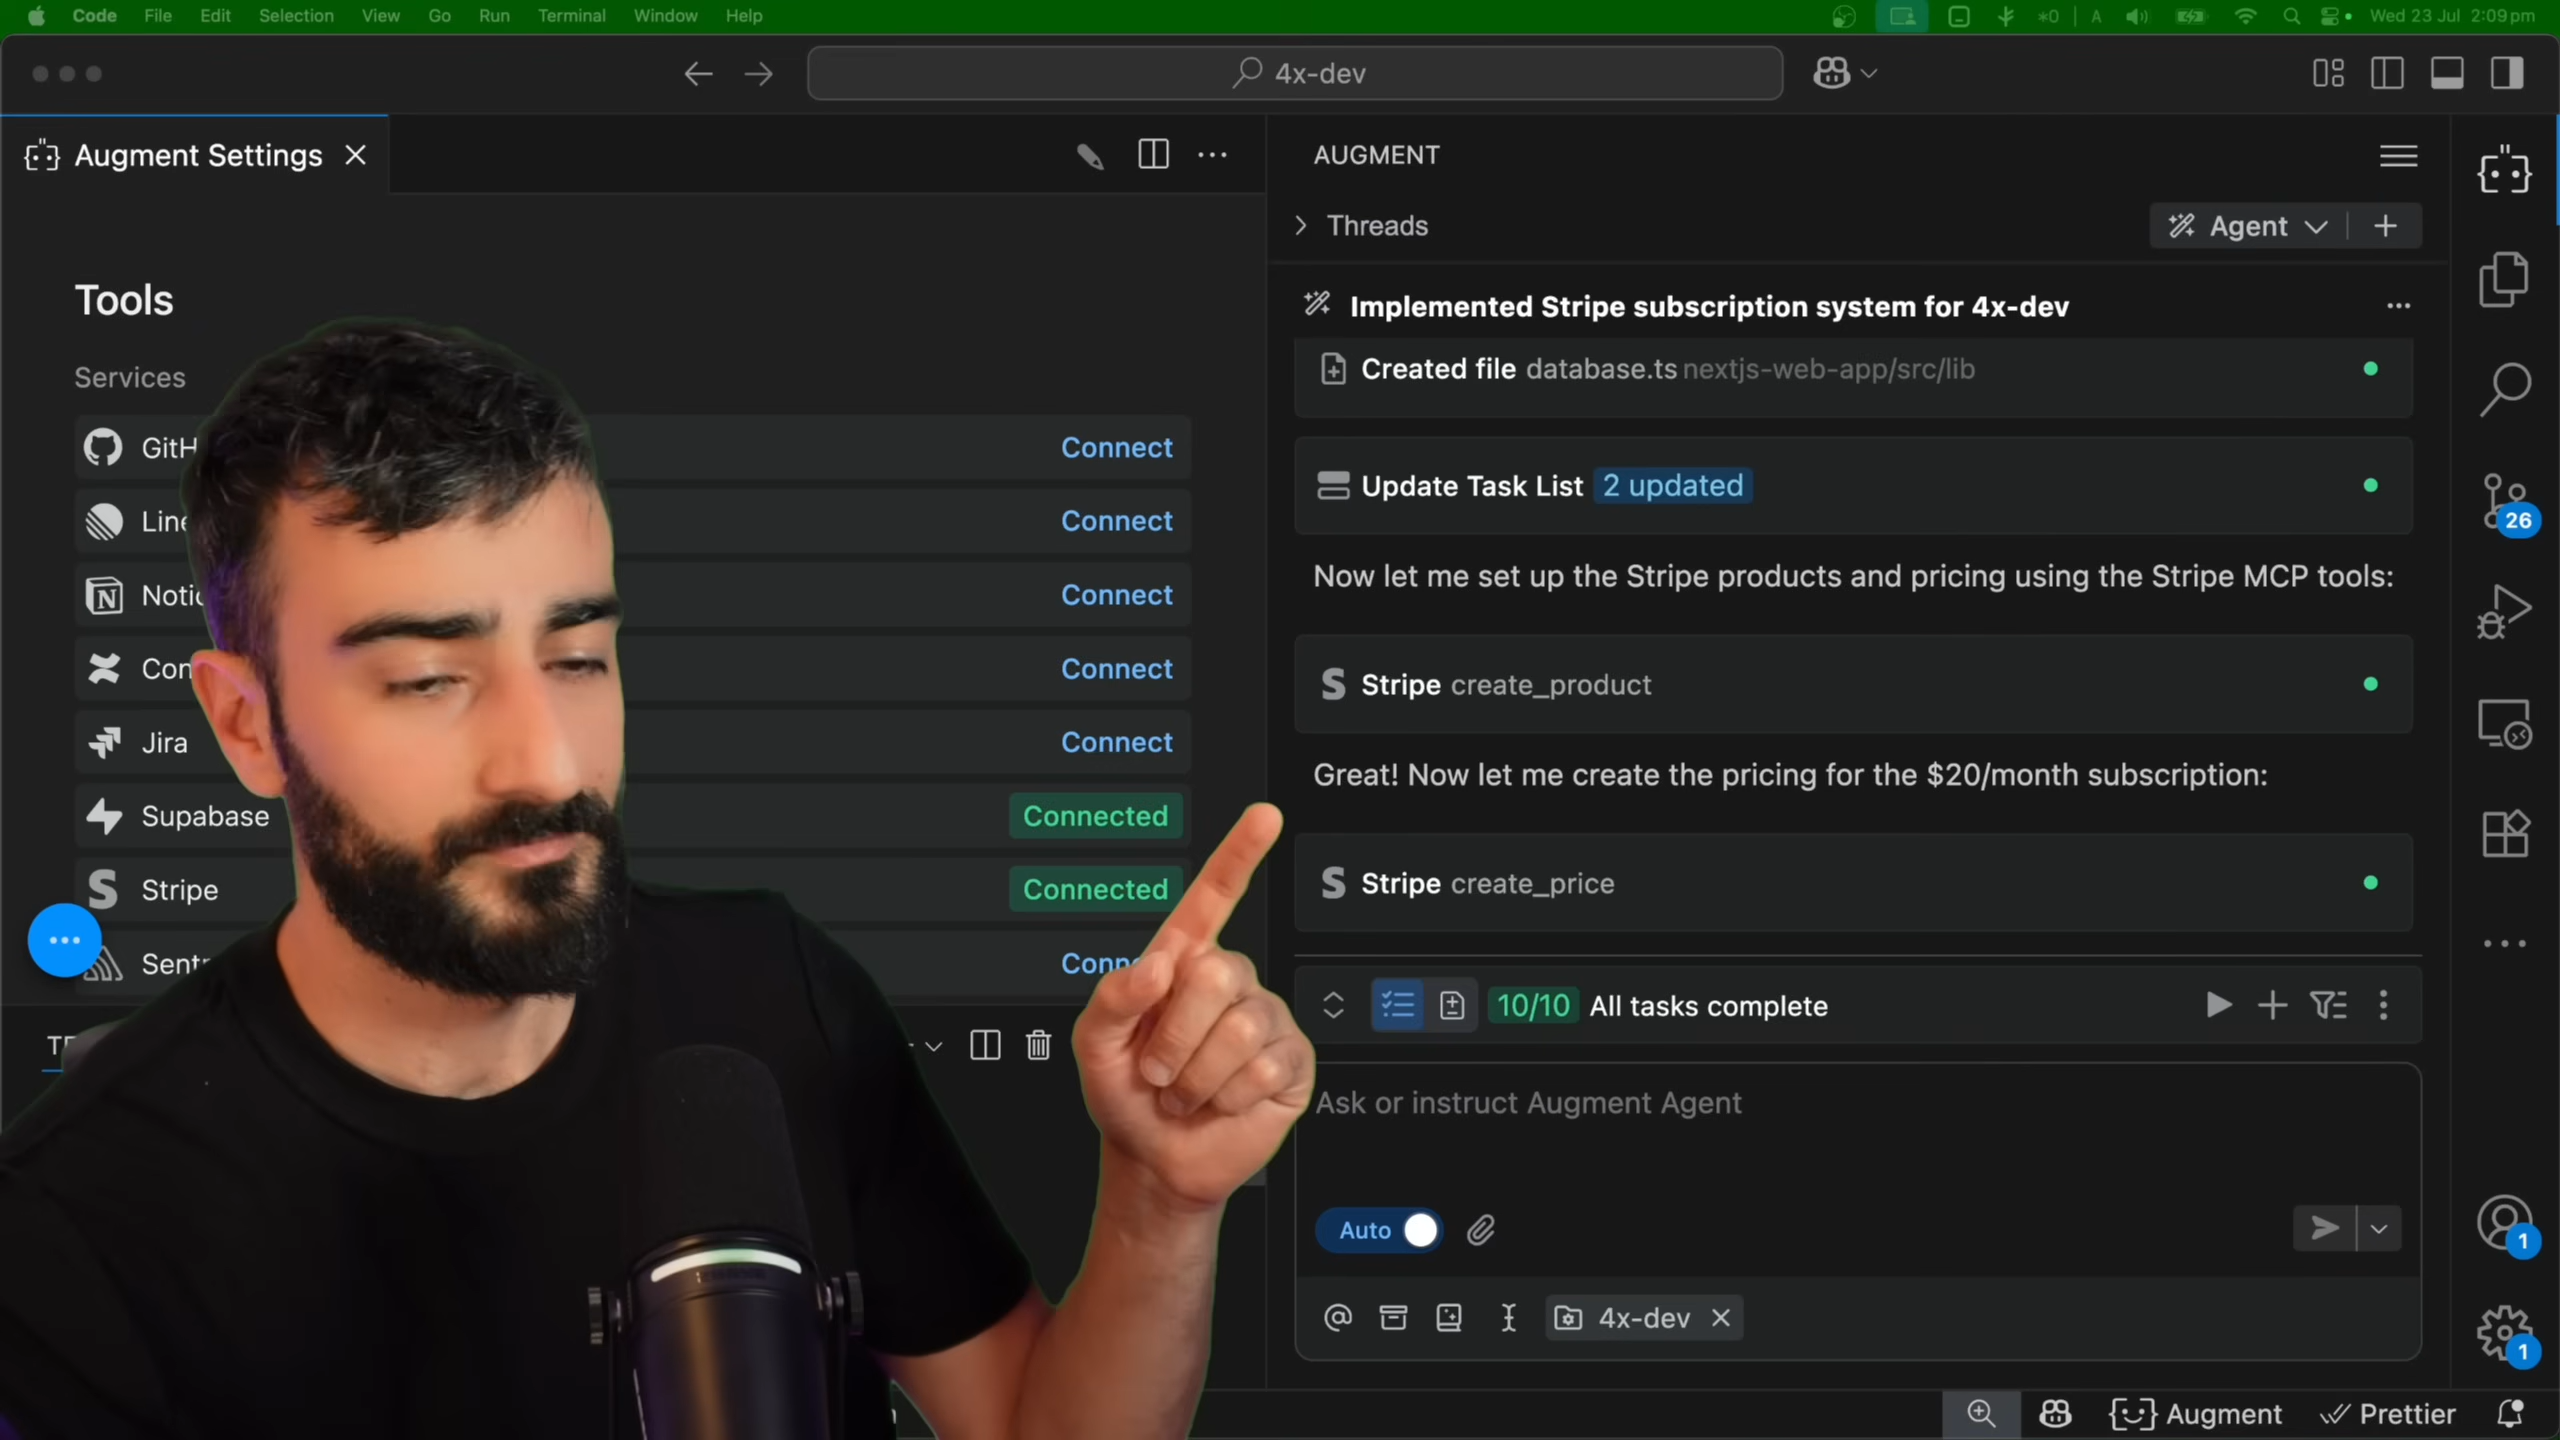 Code File Edit Selection View Go Run Terminal Window Help
A Wed 23 Jul 2:09 pm
4x-dev
Augment Settings
Tools
Services
Connect
Connect
Connect
Connect
Jira Connect
Supabase Connected
Stripe Connected
AUGMENT
Threads Agent
Implemented Stripe subscription system for 4x-dev
Created file database.ts nextjs-web-app/src/lib
Update Task List 2 updated
Now let me set up the Stripe products and pricing using the Stripe MCP tools:
Stripe create_product
Great! Now let me create the pricing for the $20/month subscription:
Stripe create_price
10/10 All tasks complete
Ask or instruct Augment Agent
Auto
4x-dev
26
1
1
Augment Prettier